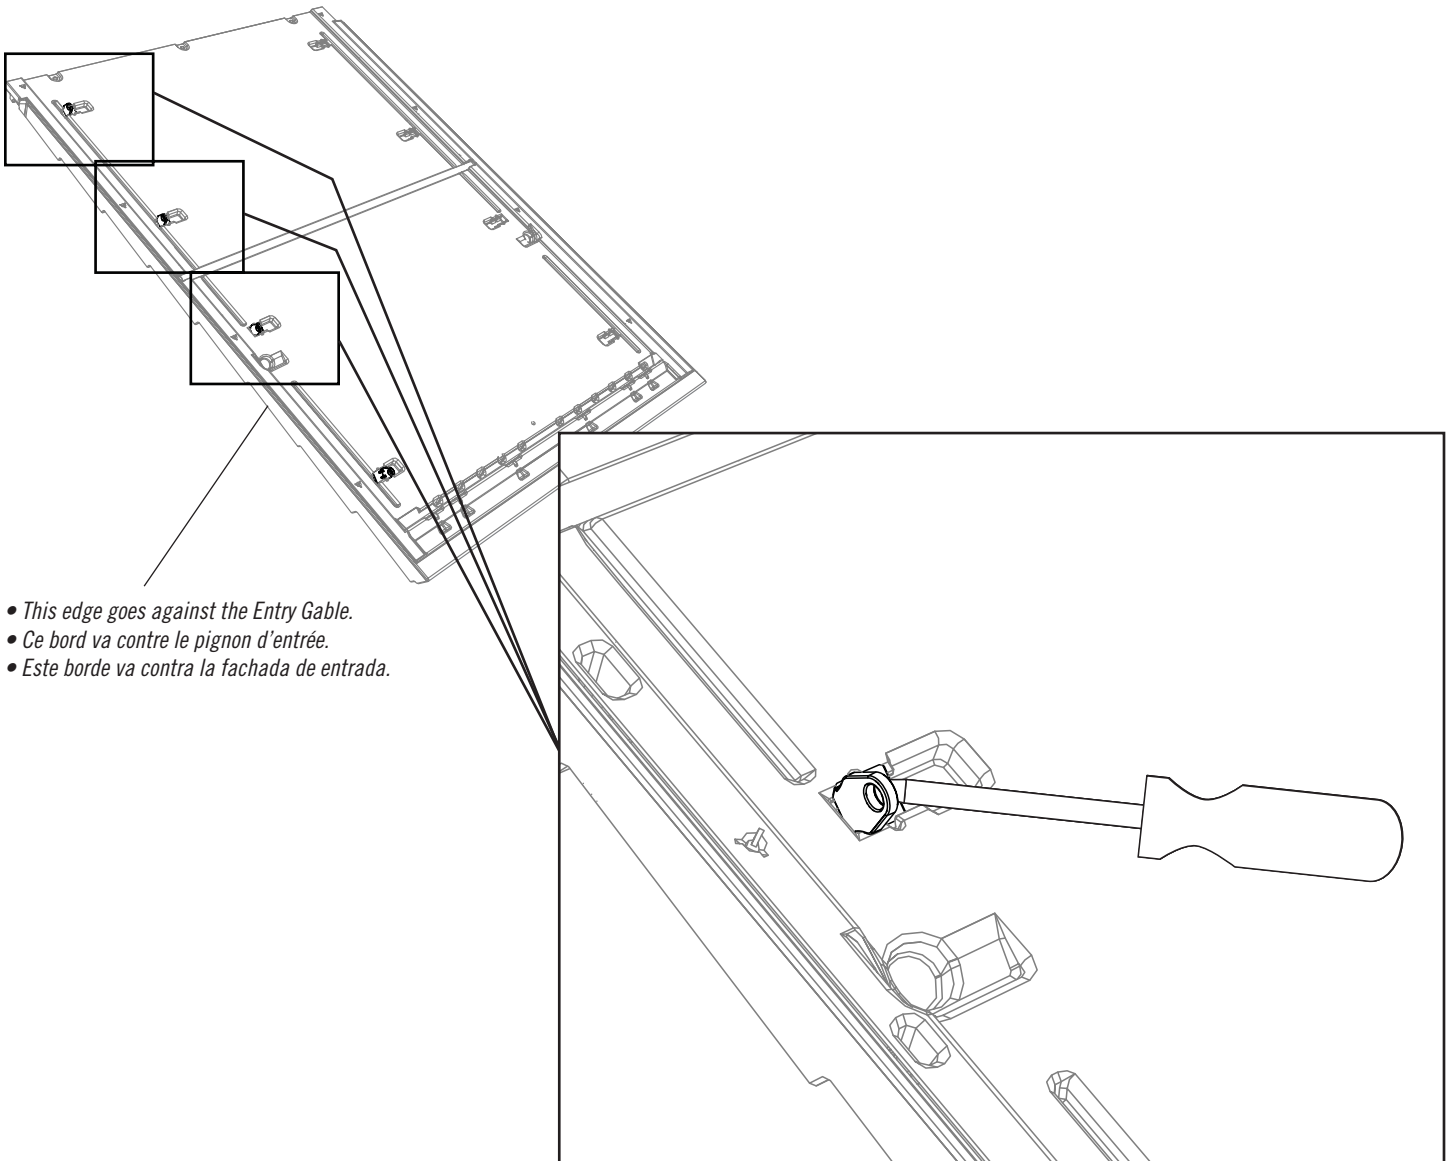 • This edge goes against the Entry Gable.
• Ce bord va contre le pignon d’entrée.
• Este borde va contra la fachada de entrada.